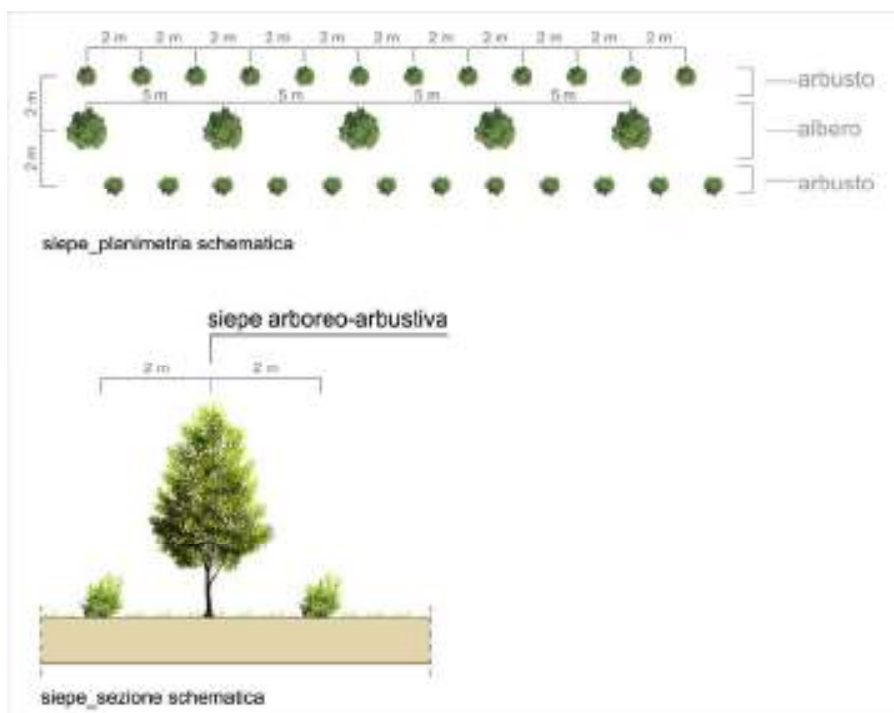 2 m 2 m 2 m 2 m 2 m 2 m 2 m 2 m 2 m 2 m 2 m
arbusto
5 m 5 m 5 m 5 m
2 m
albero
2 m
arbusto
siepe_planimetria schematica
siepe arboreo-arbustiva
2 m 2 m
siepe_sezione schematica